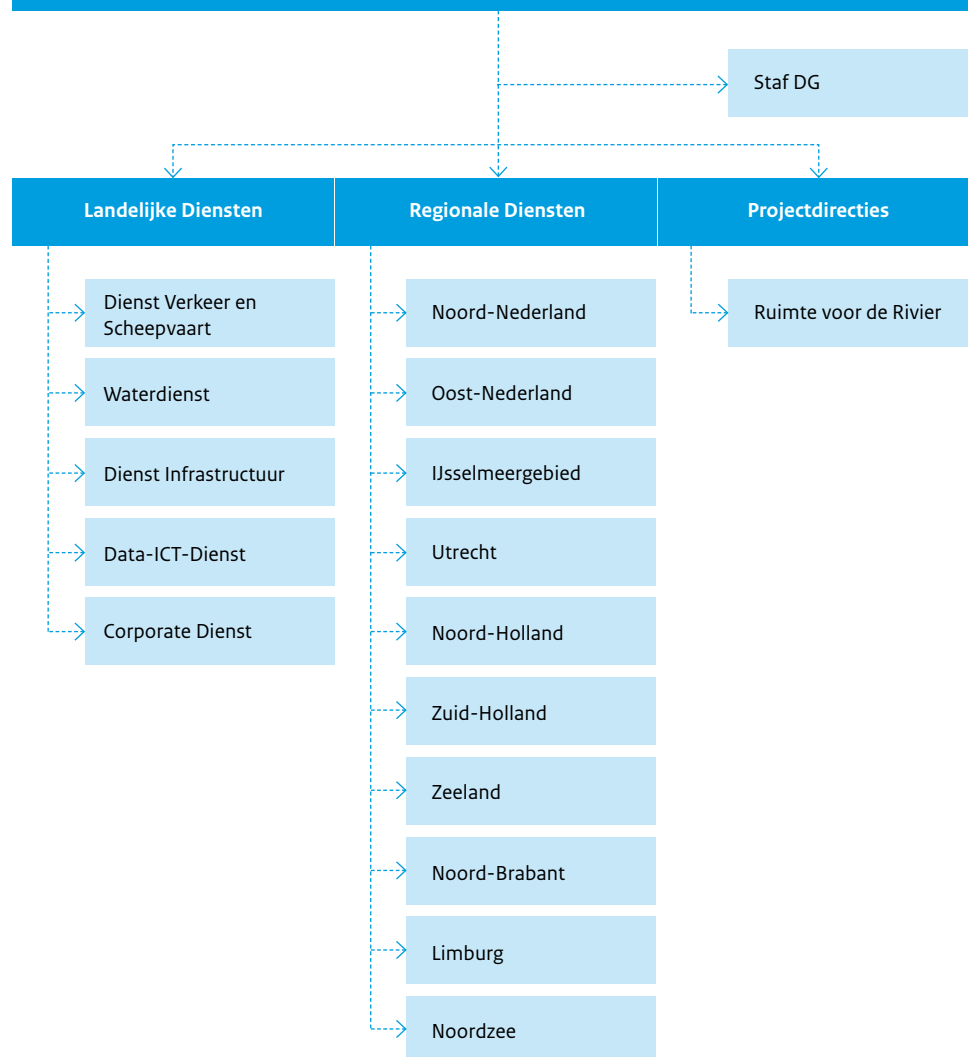 Staf DG
Landelijke Diensten
Regionale Diensten
Projectdirecties
Dienst Verkeer en
Scheepvaart
Waterdienst
Dienst Infrastructuur
Data-ICT-Dienst
Corporate Dienst
Noord-Nederland
Oost-Nederland
IJsselmeergebied
Utrecht
Noord-Holland
Zuid-Holland
Zeeland
Noord-Brabant
Limburg
Noordzee
Ruimte voor de Rivier